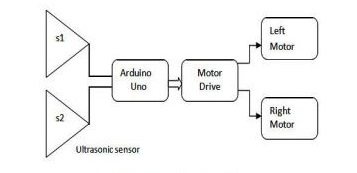 s1
Left
Motor
Arduino
Uno
Motor
Drive
s2
Right
Motor
Ultrasonic sensor